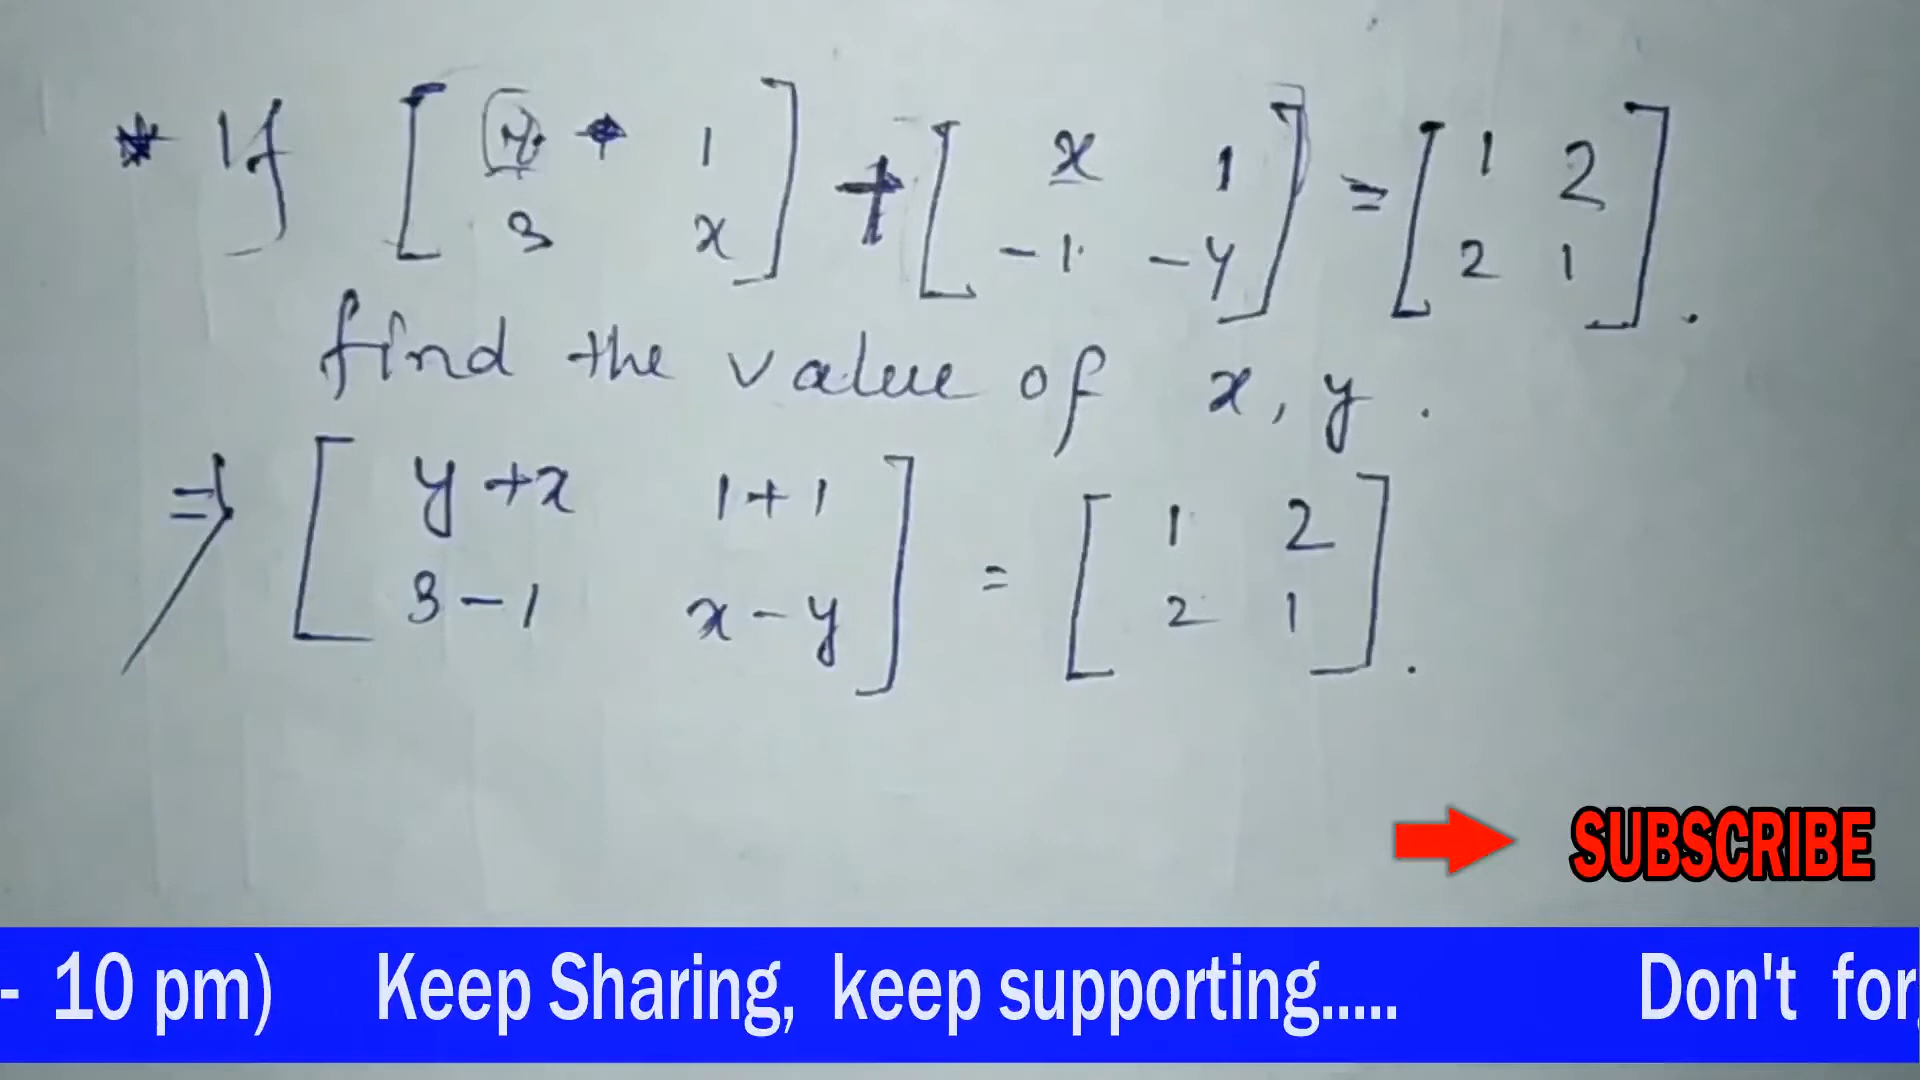 * If [ y 1 ] + [ x 1 ] = [ 1 2 ]
[ 3 x ] [ -1 -y ] [ 2 1 ].
find the value of x, y.
⇒ [ y+x 1+1 ] = [ 1 2 ]
[ 3-1 x-y ] [ 2 1 ].
SUBSCRIBE
- 10 pm) Keep Sharing, keep supporting..... Don't